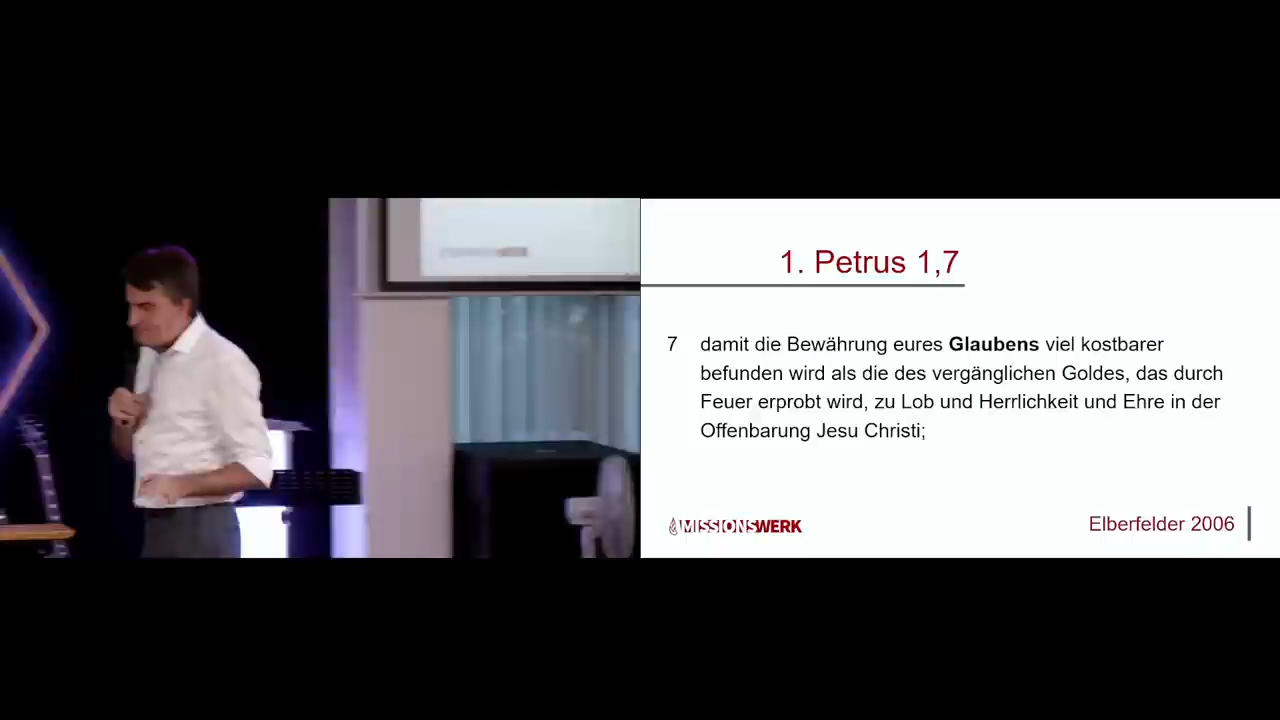 1. Petrus 1,7
7 damit die Bewährung eures Glaubens viel kostbarer
befunden wird als die des vergänglichen Goldes, das durch
Feuer erprobt wird, zu Lob und Herrlichkeit und Ehre in der
Offenbarung Jesu Christi;
MISSIONSWERK
Elberfelder 2006